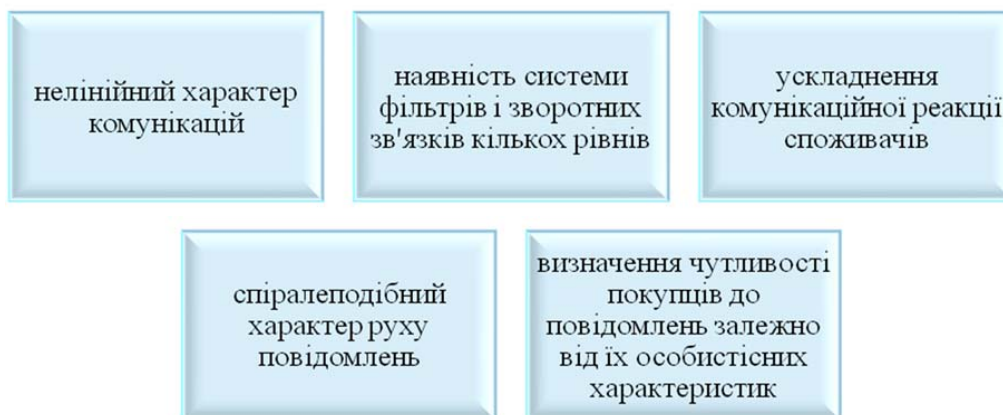 нелінійний характер
комунікацій
наявність системи
фільтрів і зворотних
зв'язків кількох рівнів
ускладнення
комунікаційної реакції
споживачів
спіралеподібний
характер руху
повідомлень
визначення чутливості
покупців до
повідомлень залежно
від їх особистісних
характеристик